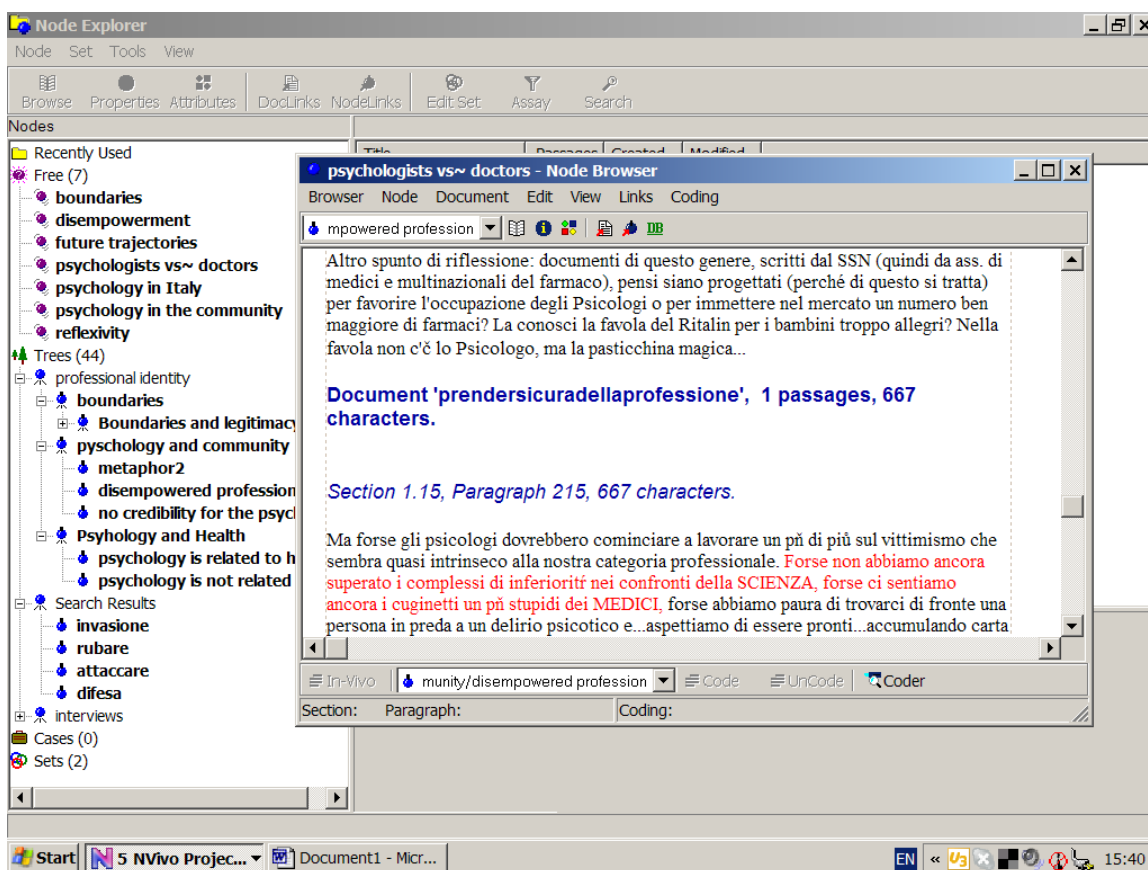 Node Explorer
Node Set Tools View
Browse Properties Attributes DocLinks NodeLinks Edit Set Assay Search
Nodes
Recently Used
Free (7)
boundaries
disempowerment
future trajectories
psychologists vs~ doctors
psychology in Italy
psychology in the community
reflexivity
Trees (44)
professional identity
boundaries
Boundaries and legitimacy
pyschology and community
metaphor2
disempowered profession
no credibility for the psycl
Psyhology and Health
psychology is related to h
psychology is not related
Search Results
invasione
rubare
attaccare
difesa
interviews
Cases (0)
Sets (2)
Title Passages Created Modified
psychologists vs~ doctors - Node Browser
Browser Node Document Edit View Links Coding
mpowered profession DB
Altro spunto di riflessione: documenti di questo genere, scritti dal SSN (quindi da ass. di
medici e multinazionali del farmaco), pensi siano progettati (perché di questo si tratta)
per favorire l'occupazione degli Psicologi o per immettere nel mercato un numero ben
maggiore di farmaci? La conosci la favola del Ritalin per i bambini troppo allegri? Nella
favola non c'č lo Psicologo, ma la pasticchina magica...
Document 'prendersicuradellaprofessione', 1 passages, 667
characters.
Section 1.15, Paragraph 215, 667 characters.
Ma forse gli psicologi dovrebbero cominciare a lavorare un pň di piů sul vittimismo che
sembra quasi intrinseco alla nostra categoria professionale. Forse non abbiamo ancora
superato i complessi di inferioritŕ nei confronti della SCIENZA, forse ci sentiamo
ancora i cuginetti un pň stupidi dei MEDICI, forse abbiamo paura di trovarci di fronte una
persona in preda a un delirio psicotico e...aspettiamo di essere pronti...accumulando carta
In-Vivo munity/disempowered profession Code UnCode Coder
Section: Paragraph: Coding:
Start 5 NVivo Projec... Document1 - Micr... EN « U3 15:40